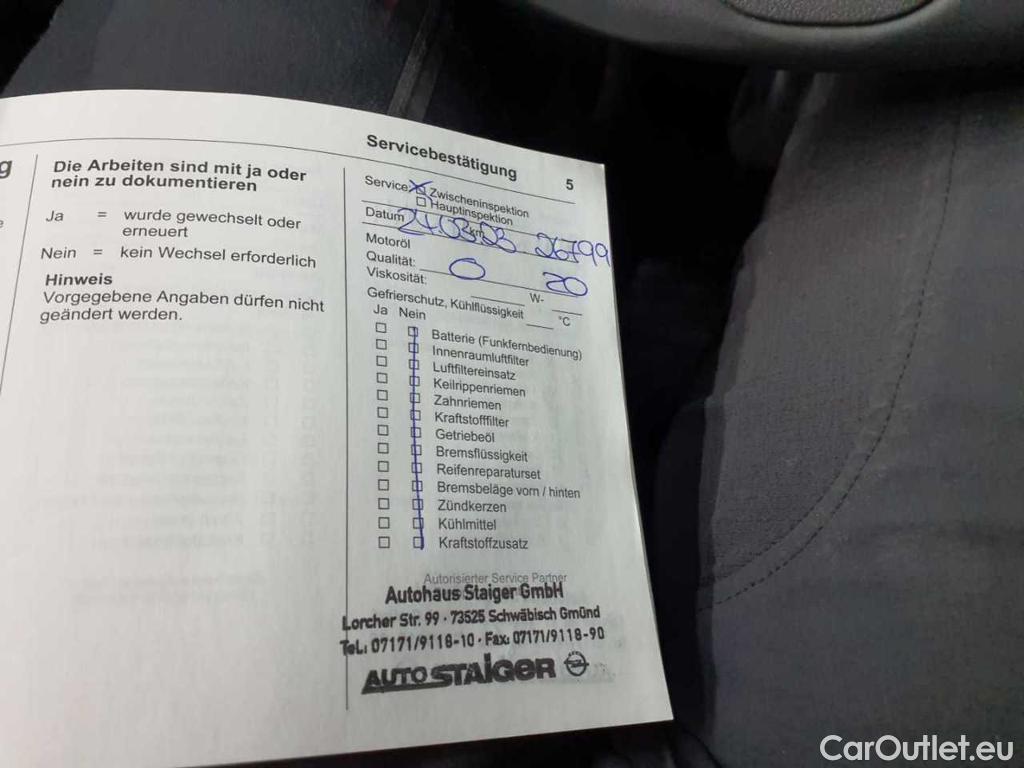 g
Die Arbeiten sind mit ja oder
nein zu dokumentieren
Ja = wurde gewechselt oder
erneuert
Nein = kein Wechsel erforderlich
Hinweis
Vorgegebene Angaben dürfen nicht
geändert werden.
Servicebestätigung 5
Service: Zwischeninspektion
Hauptinspektion
Datum 24.03.23 km 26799
Motoröl
Qualität:
Viskosität: 0 W- 20
Gefrierschutz, Kühlflüssigkeit °C
Ja Nein
Batterie (Funkfernbedienung)
Innenraumluftfilter
Luftfiltereinsatz
Keilrippenriemen
Zahnriemen
Kraftstofffilter
Getriebeöl
Bremsflüssigkeit
Reifenreparaturset
Bremsbeläge vorn / hinten
Zündkerzen
Kühlmittel
Kraftstoffzusatz
Autorisierter Service Partner
Autohaus Staiger GmbH
Lorcher Str. 99 · 73525 Schwäbisch Gmünd
Tel.: 07171/9118-10 · Fax: 07171/9118-90
AUTO STAIGER
CarOutlet.eu